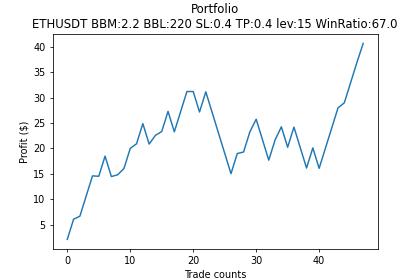 Portfolio
ETHUSDT BBM:2.2 BBL:220 SL:0.4 TP:0.4 lev:15 WinRatio:67.0
Profit ($)
40
35
30
25
20
15
10
5
0 10 20 30 40
Trade counts